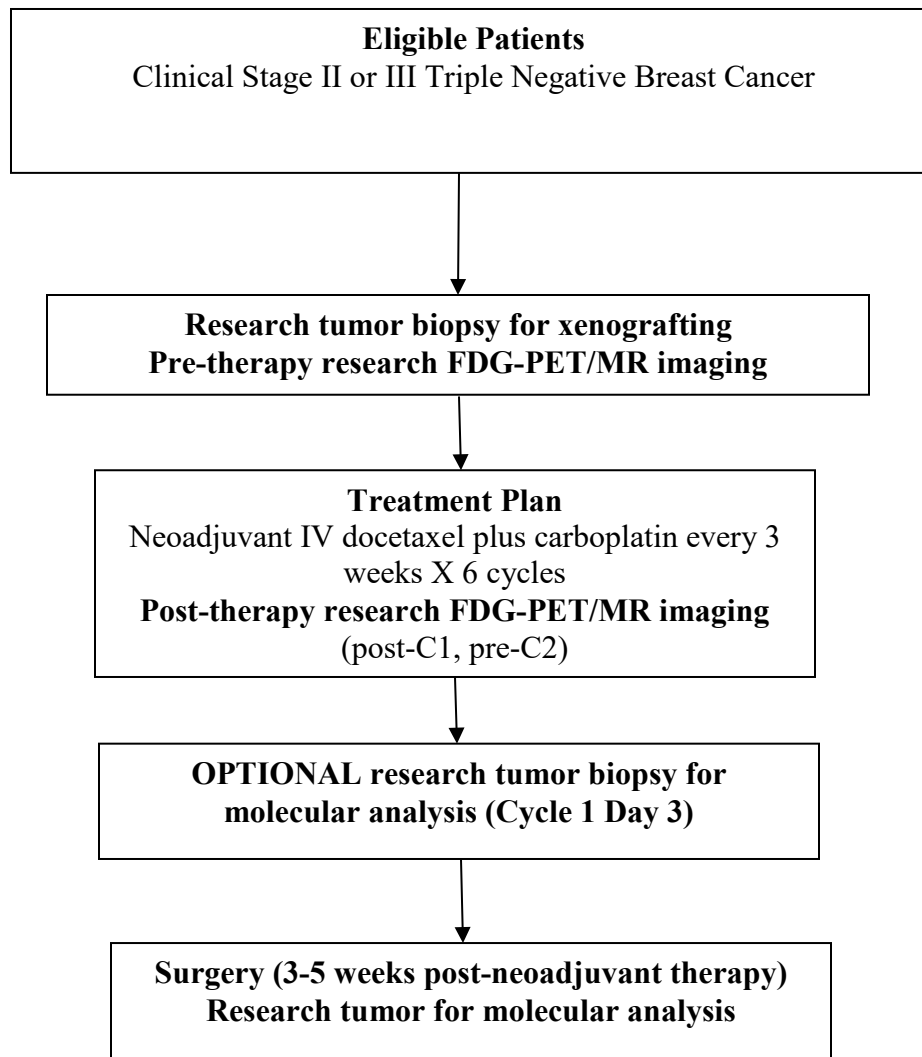 Eligible Patients
Clinical Stage II or III Triple Negative Breast Cancer
Research tumor biopsy for xenografting
Pre-therapy research FDG-PET/MR imaging
Treatment Plan
Neoadjuvant IV docetaxel plus carboplatin every 3
weeks X 6 cycles
Post-therapy research FDG-PET/MR imaging
(post-C1, pre-C2)
OPTIONAL research tumor biopsy for
molecular analysis (Cycle 1 Day 3)
Surgery (3-5 weeks post-neoadjuvant therapy)
Research tumor for molecular analysis